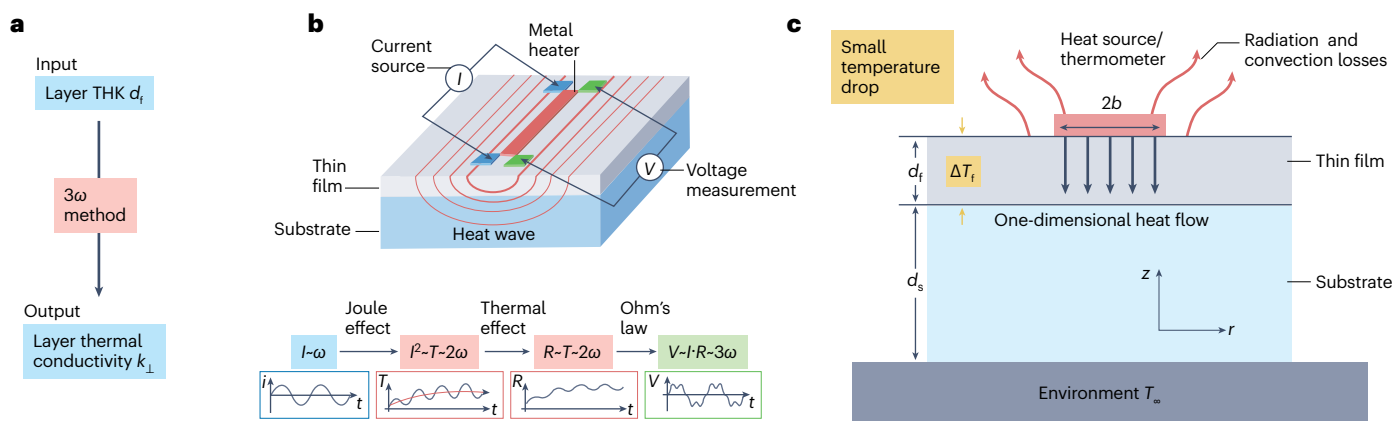 a
Input
Layer THK d_f
3ω
method
Output
Layer thermal
conductivity k_⊥
b
Current
source
Metal
heater
I
V
Voltage
measurement
Thin
film
Substrate
Heat wave
Joule
effect
Thermal
effect
Ohm's
law
I~ω
I²~T~2ω
R~T~2ω
V~I·R~3ω
i
t
T
t
R
t
V
t
c
Small
temperature
drop
Heat source/
thermometer
Radiation and
convection losses
2b
d_f
ΔT_f
Thin film
One-dimensional heat flow
d_s
z
r
Substrate
Environment T_∞